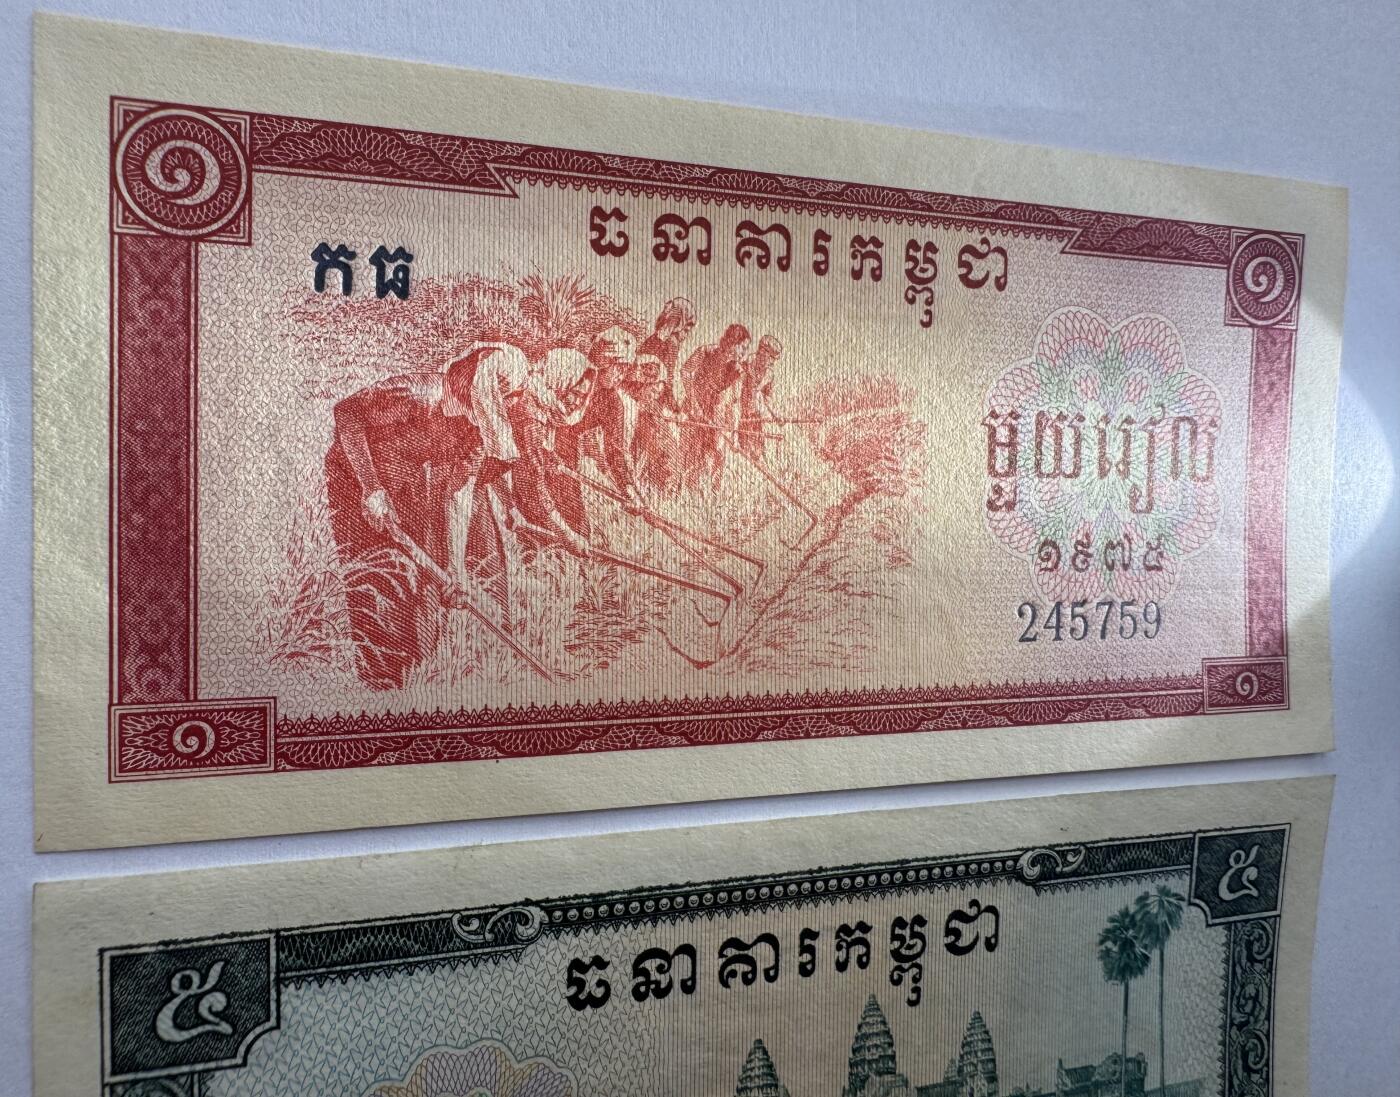 ១
ធនាគារកម្ពុជា
១
កធ
មួយរៀល
១៩៧៥
245759
១
១
៥
ធនាគារកម្ពុជា
៥